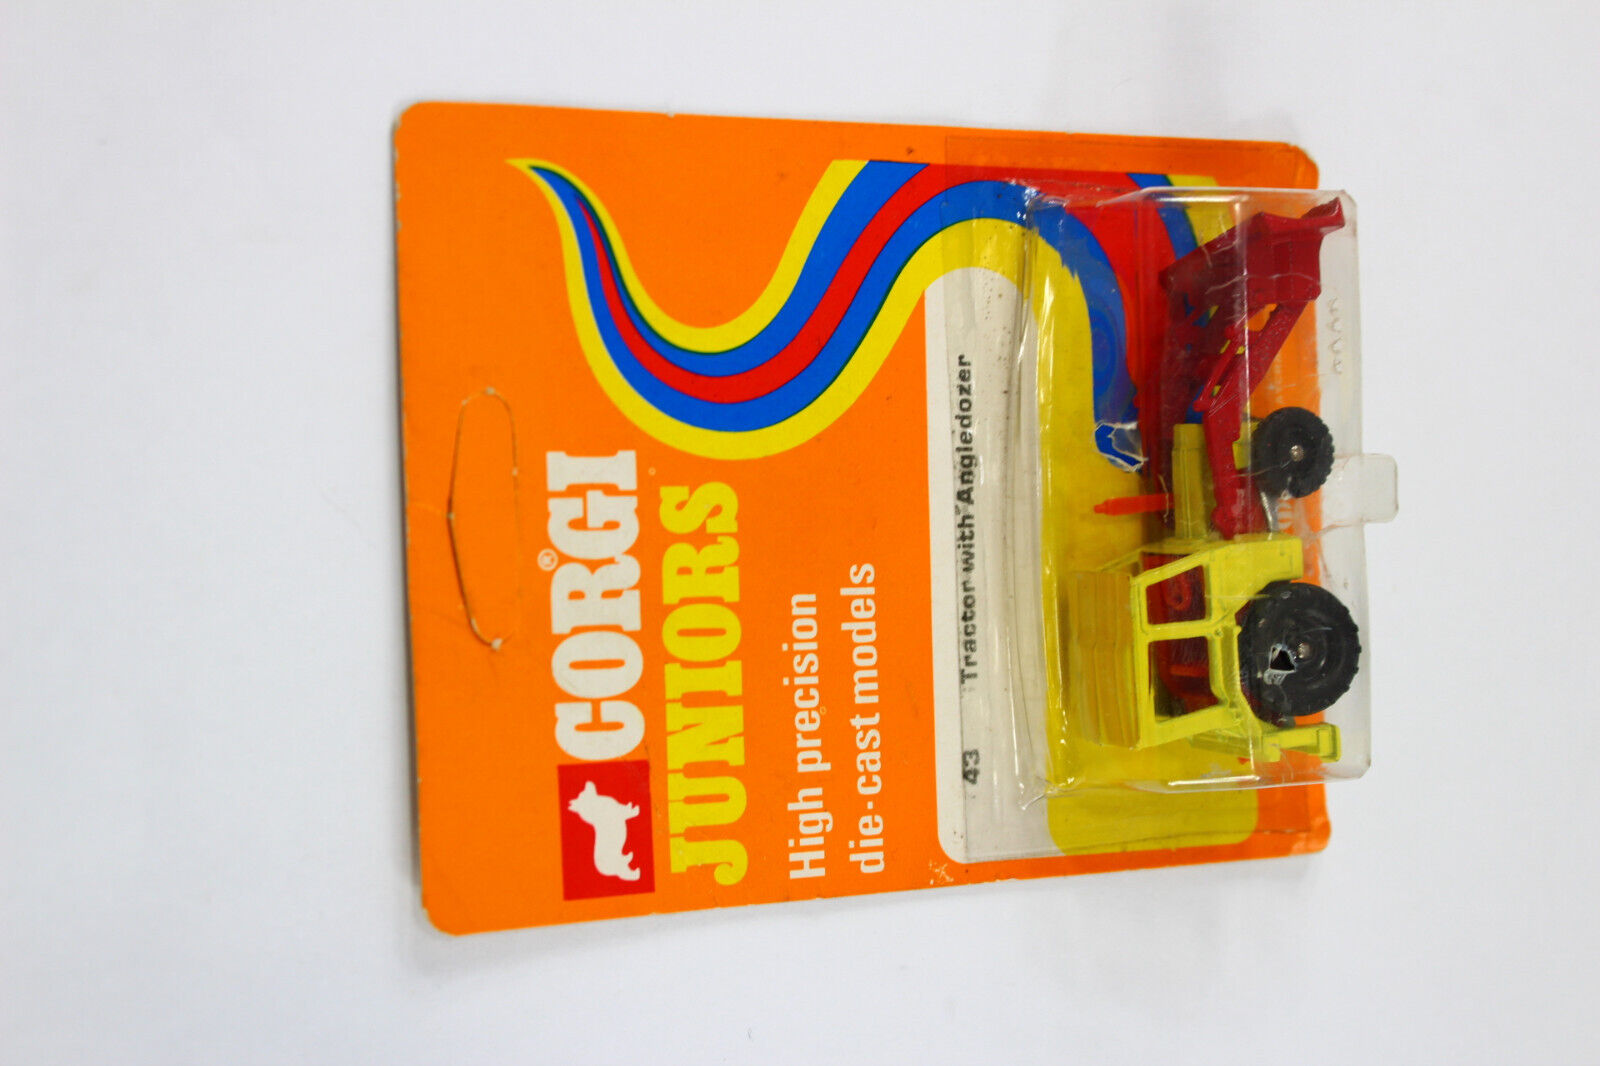 CORGI®
JUNIORS
High precision
die-cast models
43 Tractor with Angledozer